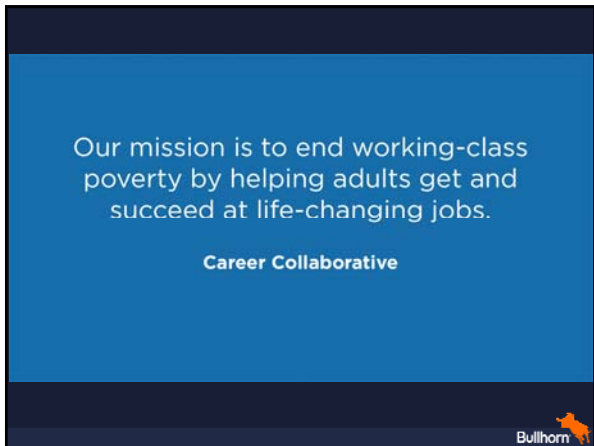 Our mission is to end working-class
poverty by helping adults get and
succeed at life-changing jobs.
Career Collaborative
Bullhorn